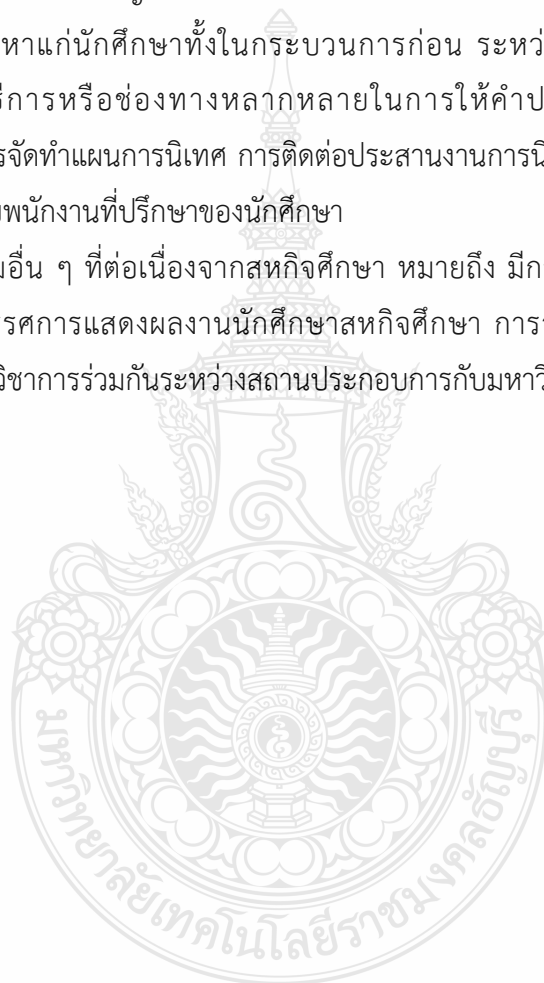 หาแก่นักศึกษาทั้งในกระบวนการก่อน ระหว่
ธีการหรือช่องทางหลากหลายในการให้คำป
รจัดทำแผนการนิเทศ การติดต่อประสานงานการนิ
พนักงานที่ปรึกษาของนักศึกษา
อื่น ๆ ที่ต่อเนื่องจากสหกิจศึกษา หมายถึง มีก
รรศการแสดงผลงานนักศึกษาสหกิจศึกษา การ
วิชาการร่วมกันระหว่างสถานประกอบการกับมหาวิ
มหาวิทยาลัยเทคโนโลยีราชมงคลธัญบุรี